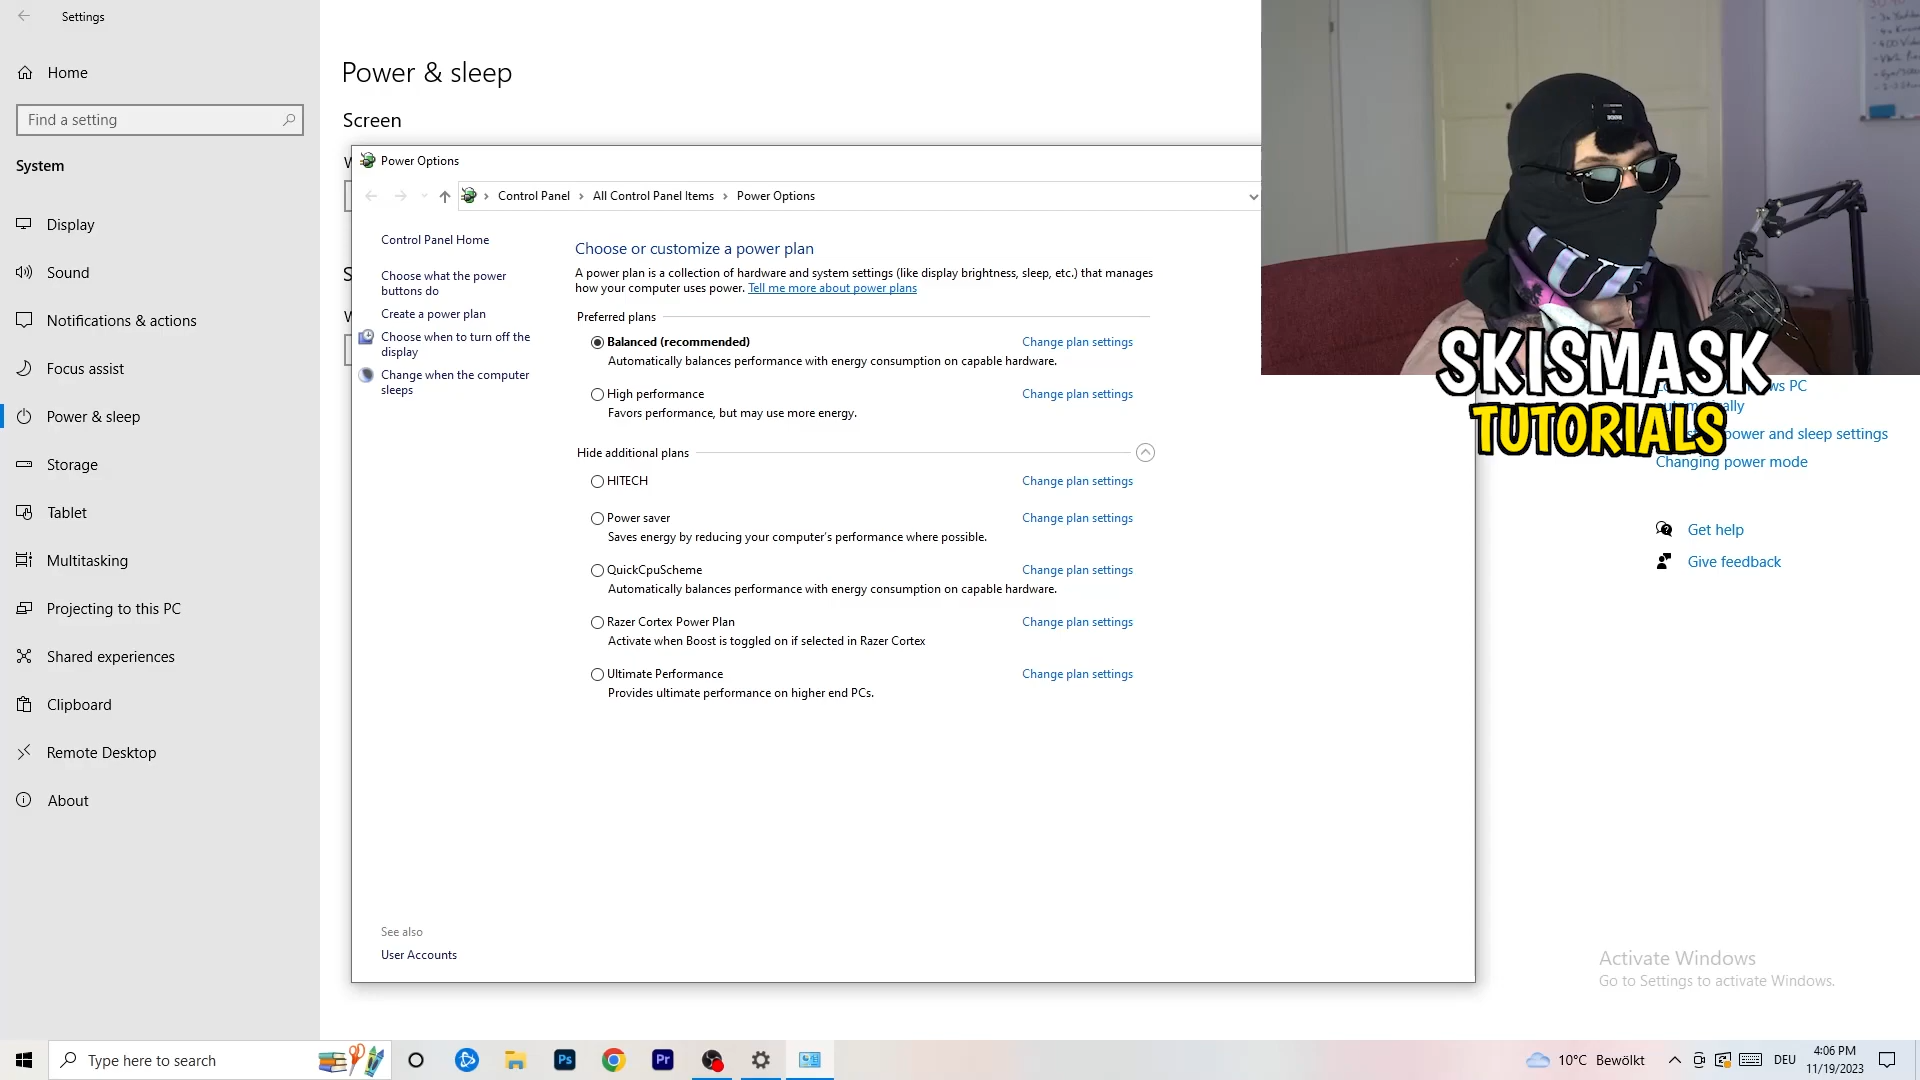 Settings
Home
Find a setting
System
Display
Sound
Notifications & actions
Focus assist
Power & sleep
Storage
Tablet
Multitasking
Projecting to this PC
Shared experiences
Clipboard
Remote Desktop
About
Power & sleep
Screen
Power Options
Control Panel > All Control Panel Items > Power Options
Control Panel Home
Choose what the power
buttons do
Create a power plan
Choose when to turn off the
display
Change when the computer
sleeps
See also
User Accounts
Choose or customize a power plan
A power plan is a collection of hardware and system settings (like display brightness, sleep, etc.) that manages
how your computer uses power. Tell me more about power plans
Preferred plans
Balanced (recommended) Change plan settings
Automatically balances performance with energy consumption on capable hardware.
High performance Change plan settings
Favors performance, but may use more energy.
Hide additional plans
HITECH Change plan settings
Power saver Change plan settings
Saves energy by reducing your computer's performance where possible.
QuickCpuScheme Change plan settings
Automatically balances performance with energy consumption on capable hardware.
Razer Cortex Power Plan Change plan settings
Activate when Boost is toggled on if selected in Razer Cortex
Ultimate Performance Change plan settings
Provides ultimate performance on higher end PCs.
SKISMASK
TUTORIALS
PC
power and sleep settings
Changing power mode
Get help
Give feedback
Activate Windows
Go to Settings to activate Windows.
Type here to search
Ps
Pr
10°C Bewölkt
DEU
4:06 PM
11/19/2023